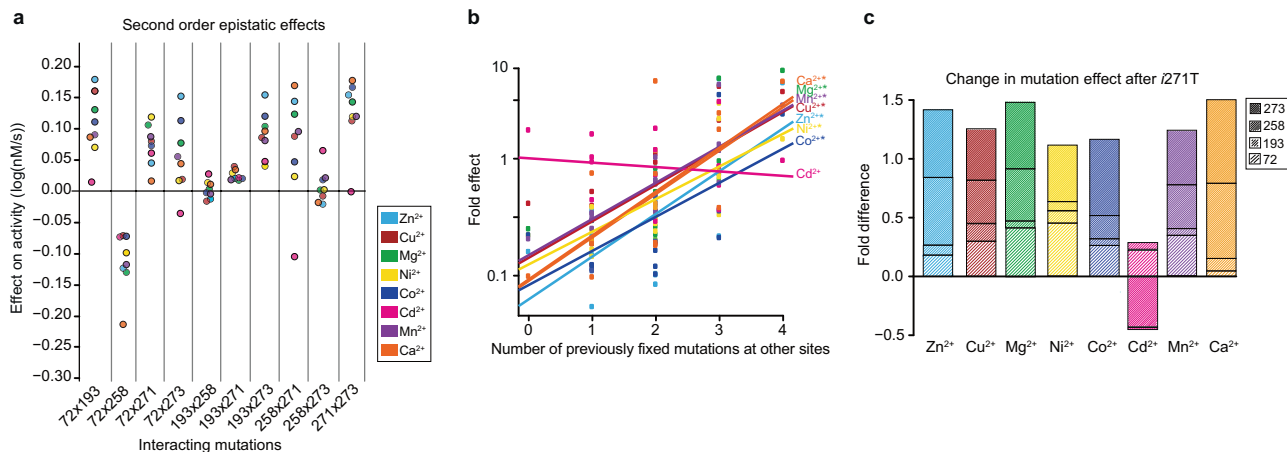 a
Second order epistatic effects
Effect on activity (log(nM/s))
0.20
0.15
0.10
0.05
0.00
−0.05
−0.10
−0.15
−0.20
−0.25
−0.30
72x193
72x258
72x271
72x273
193x258
193x271
193x273
258x271
258x273
271x273
Interacting mutations
Zn²⁺
Cu²⁺
Mg²⁺
Ni²⁺
Co²⁺
Cd²⁺
Mn²⁺
Ca²⁺
b
Fold effect
10
1
0.1
0 1 2 3 4
Number of previously fixed mutations at other sites
Ca²⁺*
Mg²⁺*
Mn²⁺*
Cu²⁺*
Zn²⁺*
Ni²⁺*
Co²⁺*
Cd²⁺
c
Change in mutation effect after i271T
Fold difference
1.5
1.0
0.5
0.0
−0.5
Zn²⁺ Cu²⁺ Mg²⁺ Ni²⁺ Co²⁺ Cd²⁺ Mn²⁺ Ca²⁺
273
258
193
72